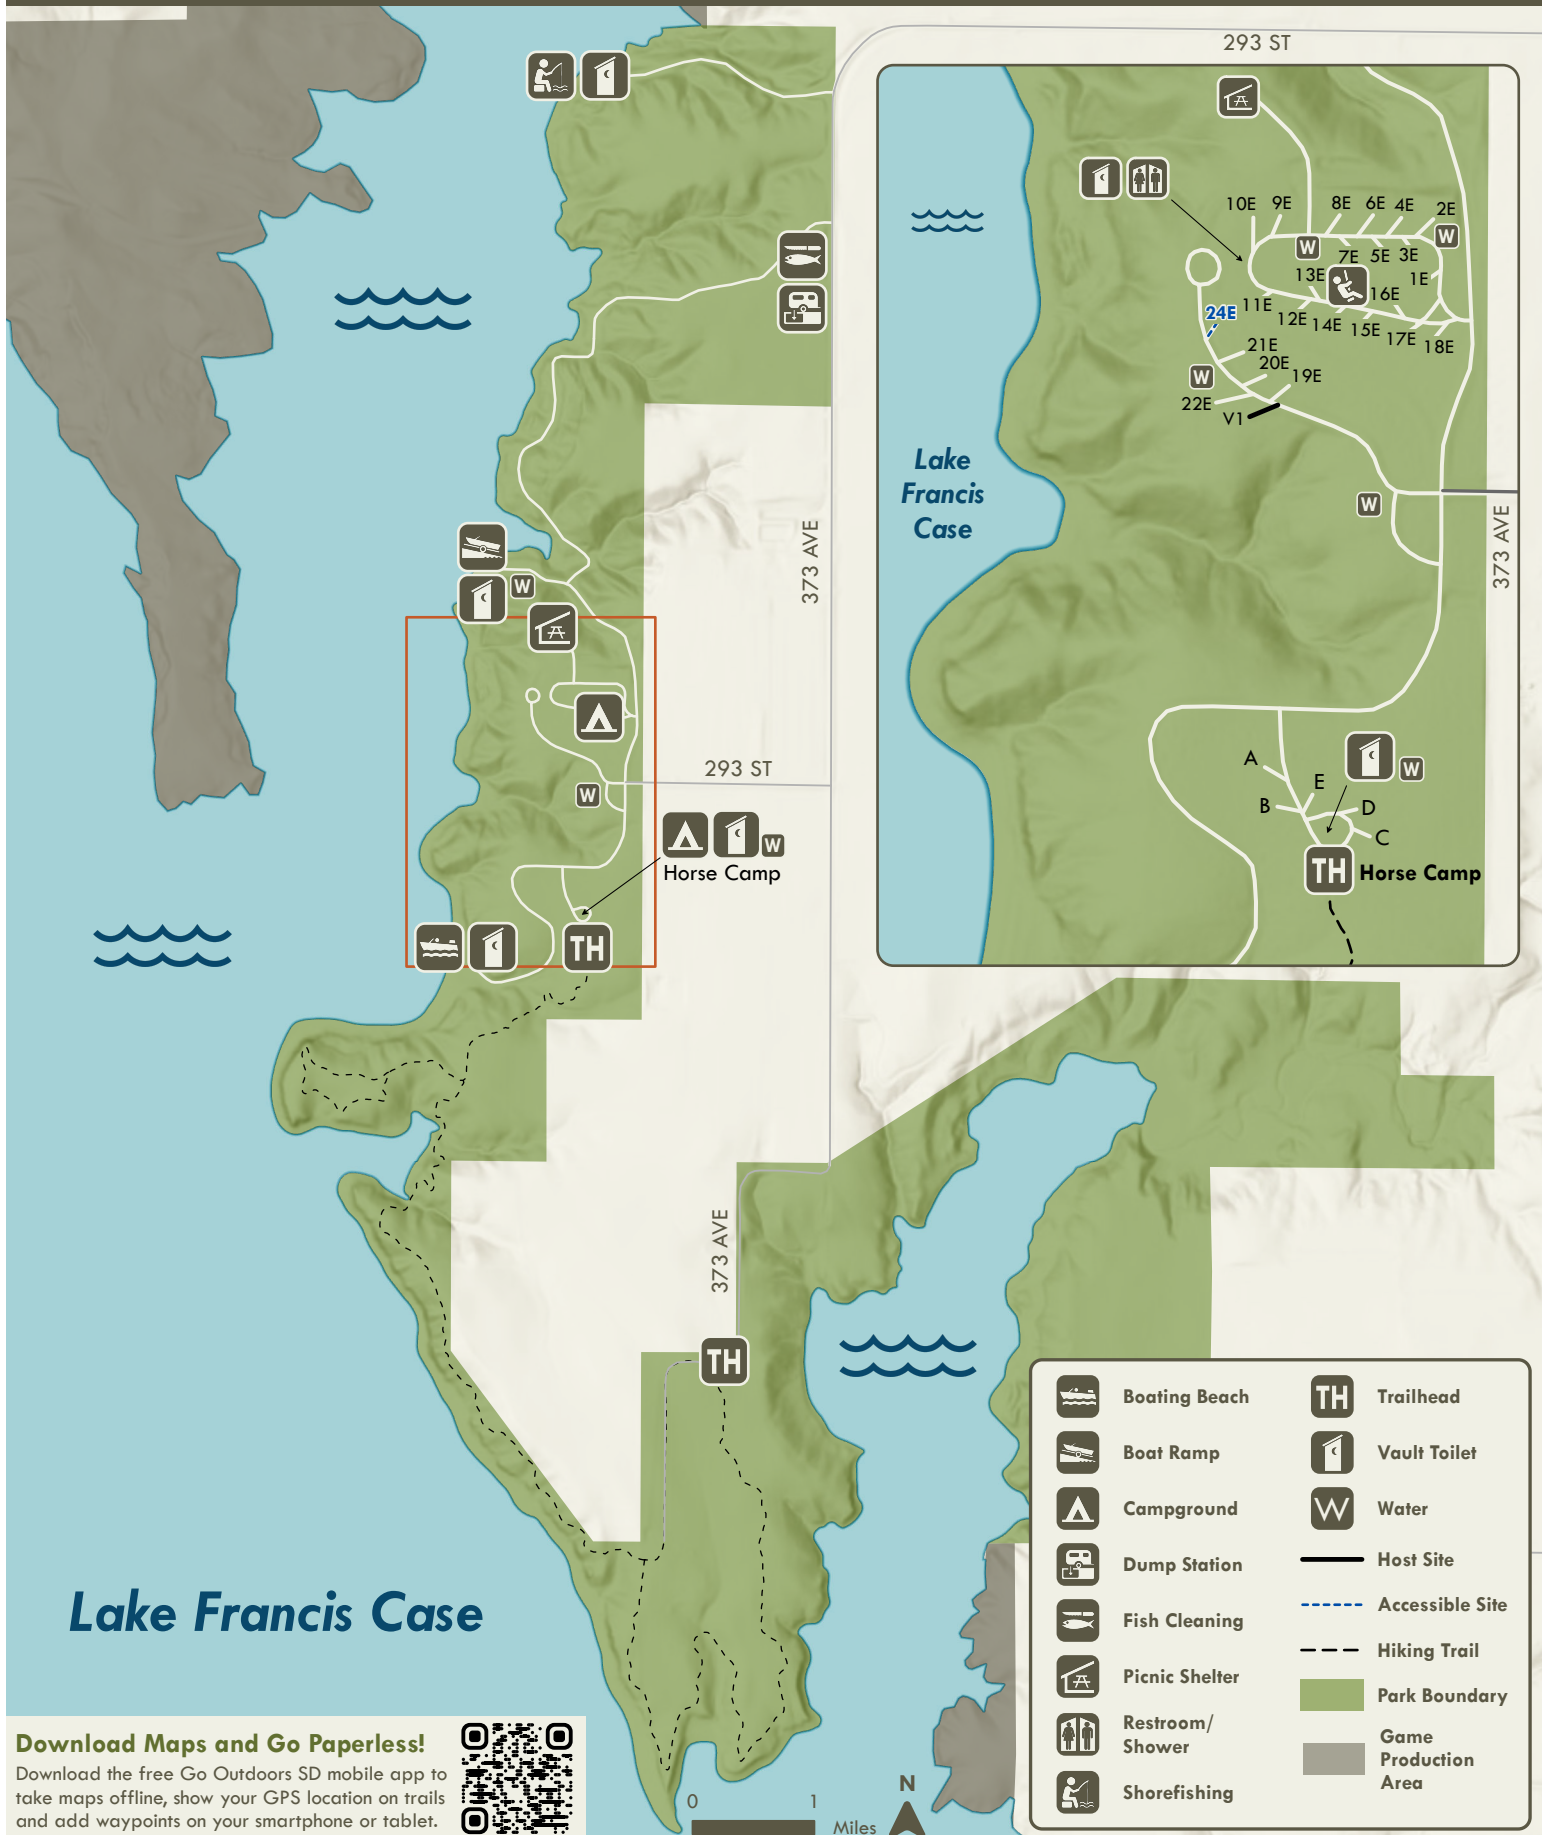 293 ST
10E
9E
8E
6E
4E
2E
W
W
7E
5E
3E
13E
1E
16E
11E
24E
12E
14E
15E
17E
18E
21E
20E
19E
W
22E
V1
Lake
Francis
Case
W
373 AVE
A
E
W
B
D
C
TH
Horse Camp
373 AVE
W
293 ST
W
W
Horse Camp
TH
373 AVE
TH
Lake Francis Case
Boating Beach
Boat Ramp
Campground
Dump Station
Fish Cleaning
Picnic Shelter
Restroom/
Shower
Shorefishing
TH Trailhead
Vault Toilet
W Water
Host Site
Accessible Site
Hiking Trail
Park Boundary
Game
Production
Area
Download Maps and Go Paperless!
Download the free Go Outdoors SD mobile app to
take maps offline, show your GPS location on trails
and add waypoints on your smartphone or tablet.
0 1
Miles
N